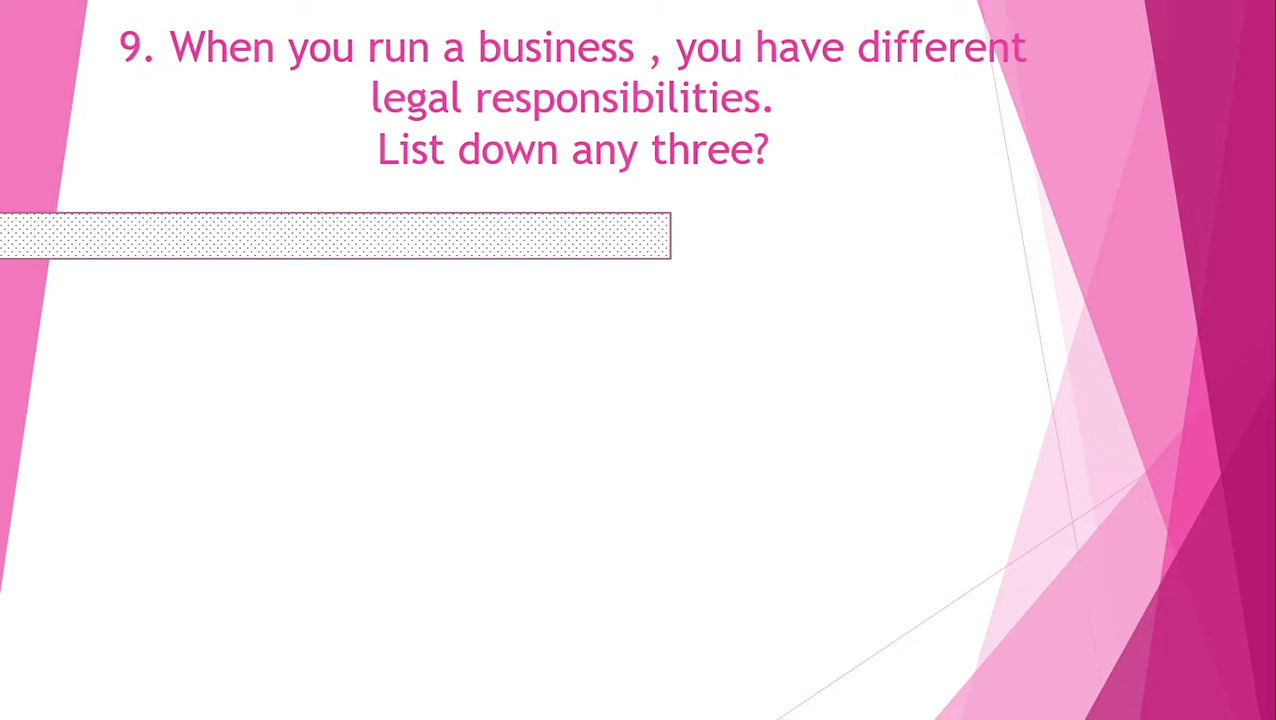 9. When you run a business , you have different
legal responsibilities.
List down any three?